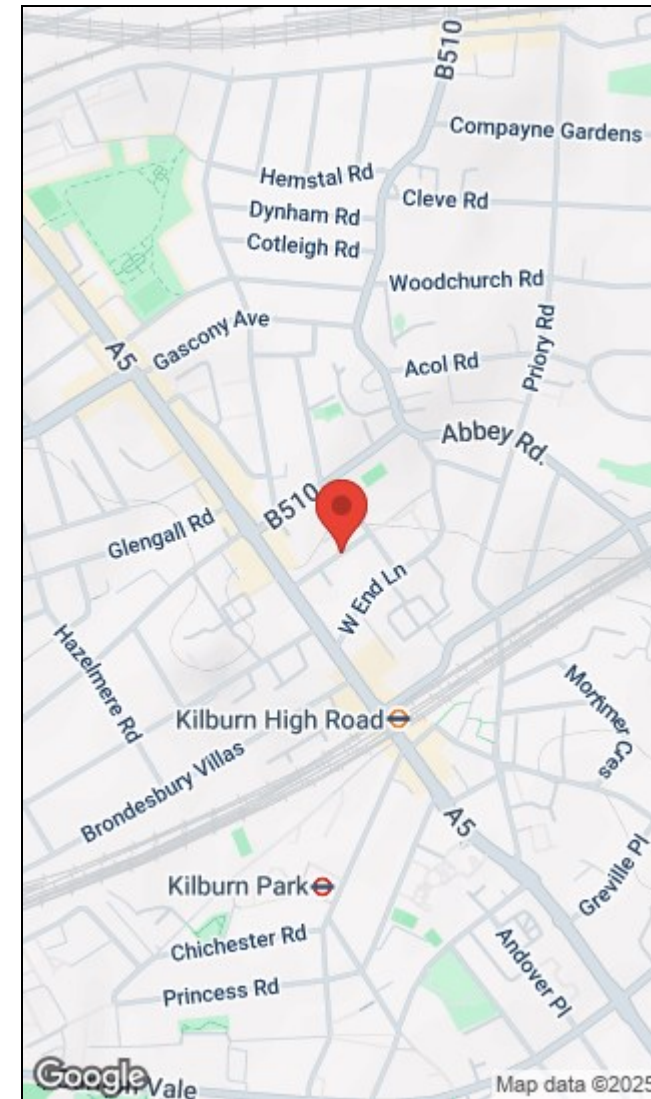 B510
Compayne Gardens
Hemstal Rd
Cleve Rd
Dynham Rd
Cotleigh Rd
Woodchurch Rd
Gascony Ave
A5
Priory Rd
Acol Rd
Abbey Rd.
B510
Glengall Rd
W End Ln
Hazelmere Rd
Mortimer Cres
Kilburn High Road
Brondesbury Villas
A5
Greville Pl
Kilburn Park
Chichester Rd
Andover Pl
Princess Rd
Google
Vale
Map data ©2025